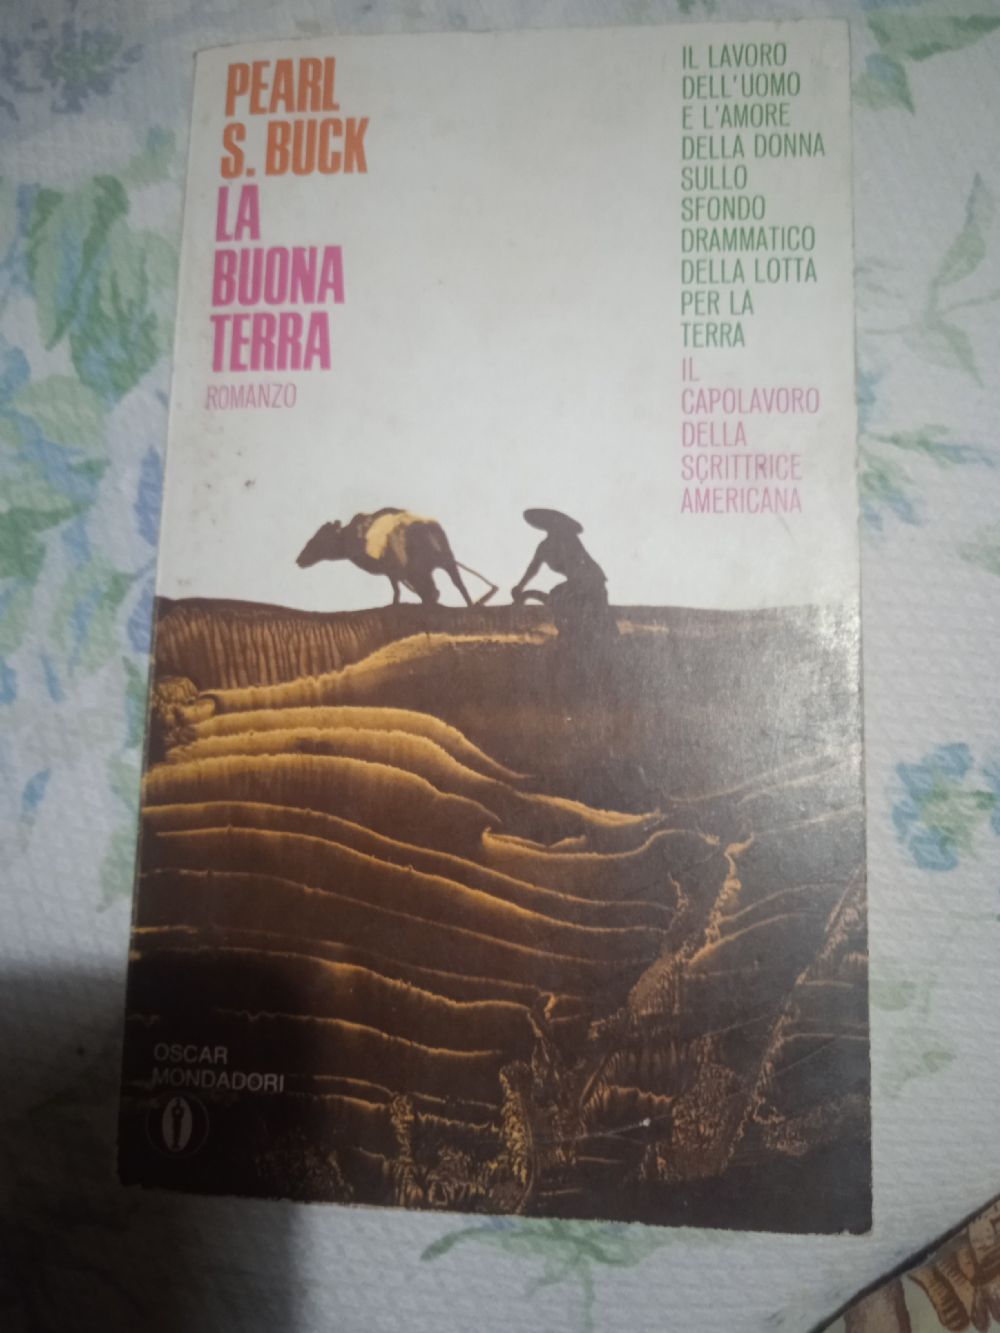 PEARL
S. BUCK
LA
BUONA
TERRA
ROMANZO
IL LAVORO
DELL'UOMO
E L'AMORE
DELLA DONNA
SULLO
SFONDO
DRAMMATICO
DELLA LOTTA
PER LA
TERRA
IL
CAPOLAVORO
DELLA
SCRITTRICE
AMERICANA
OSCAR
MONDADORI